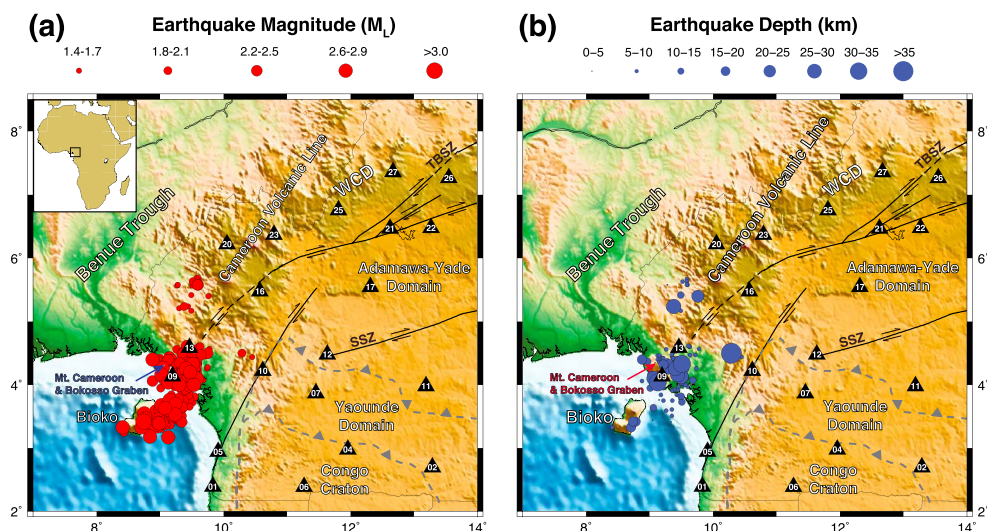 (a) Earthquake Magnitude (ML)
1.4-1.7 1.8-2.1 2.2-2.5 2.6-2.9 >3.0
8˚
6˚
4˚
2˚
8˚ 10˚ 12˚ 14˚
Benue Trough
Cameroon Volcanic Line
WCD
TBSZ
27
26
25
20
23
21
22
Adamawa-Yade
Domain
16
17
SSZ
13
12
09
10
Mt. Cameroon
& Bokosso Graben
07
11
Bioko
Yaounde
Domain
05
04
02
Congo
Craton
01
06
(b) Earthquake Depth (km)
0–5 5–10 10–15 15–20 20–25 25–30 30–35 >35
8˚
6˚
4˚
2˚
8˚ 10˚ 12˚ 14˚
Benue Trough
Cameroon Volcanic Line
WCD
TBSZ
27
26
25
20
23
21
22
Adamawa-Yade
Domain
16
17
SSZ
13
12
09
10
Mt. Cameroon
& Bokosso Graben
07
11
Bioko
Yaounde
Domain
05
04
02
Congo
Craton
01
06